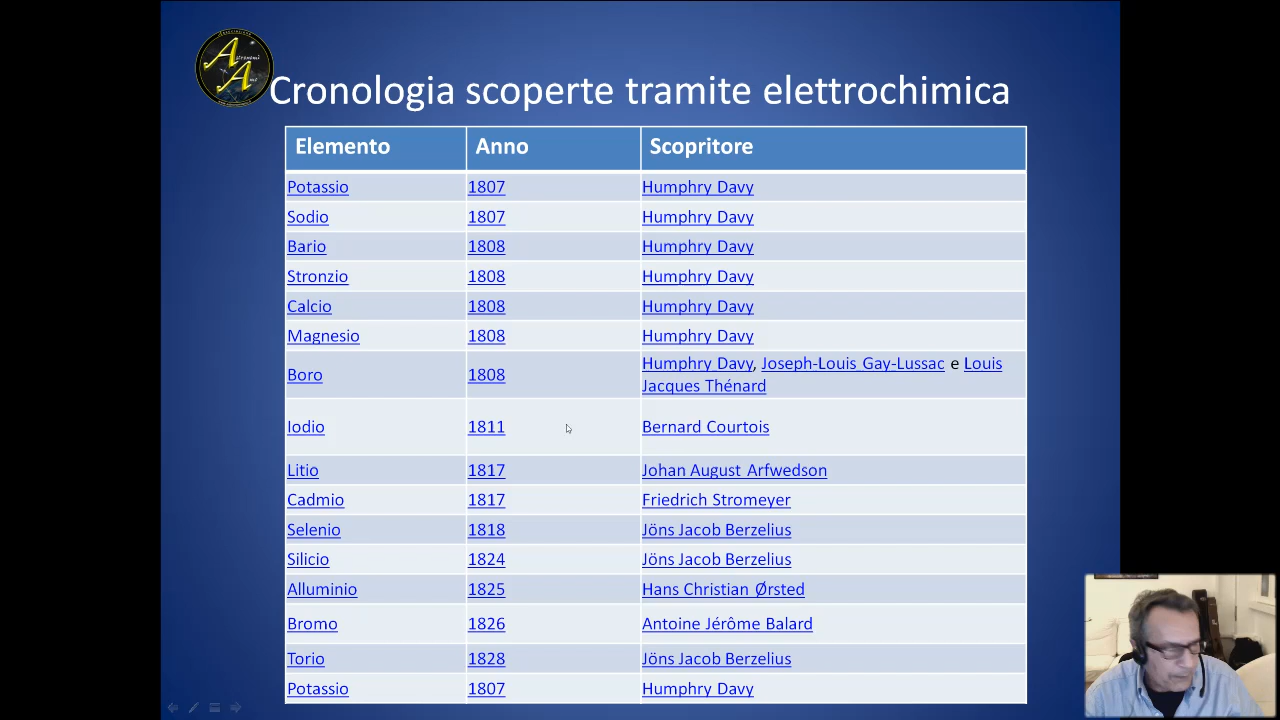 Astronomi
Amo
Cronologia scoperte tramite elettrochimica
Elemento Anno Scopritore
Potassio 1807 Humphry Davy
Sodio 1807 Humphry Davy
Bario 1808 Humphry Davy
Stronzio 1808 Humphry Davy
Calcio 1808 Humphry Davy
Magnesio 1808 Humphry Davy
Boro 1808 Humphry Davy, Joseph-Louis Gay-Lussac e Louis
Jacques Thénard
Iodio 1811 Bernard Courtois
Litio 1817 Johan August Arfwedson
Cadmio 1817 Friedrich Stromeyer
Selenio 1818 Jöns Jacob Berzelius
Silicio 1824 Jöns Jacob Berzelius
Alluminio 1825 Hans Christian Ørsted
Bromo 1826 Antoine Jérôme Balard
Torio 1828 Jöns Jacob Berzelius
Potassio 1807 Humphry Davy